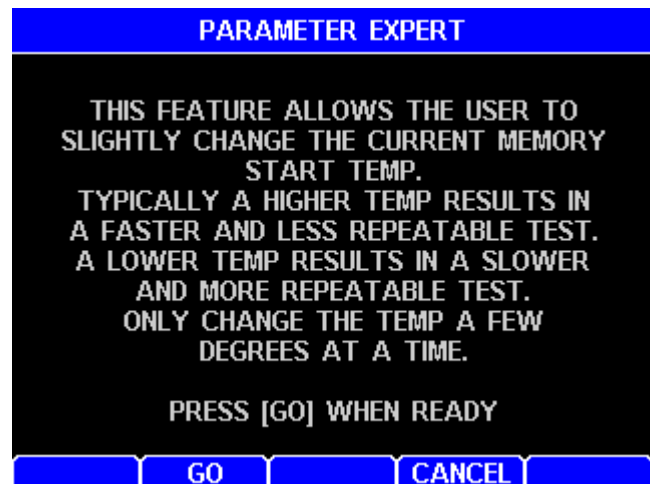 PARAMETER EXPERT
THIS FEATURE ALLOWS THE USER TO
SLIGHTLY CHANGE THE CURRENT MEMORY
START TEMP.
TYPICALLY A HIGHER TEMP RESULTS IN
A FASTER AND LESS REPEATABLE TEST.
A LOWER TEMP RESULTS IN A SLOWER
AND MORE REPEATABLE TEST.
ONLY CHANGE THE TEMP A FEW
DEGREES AT A TIME.
PRESS [GO] WHEN READY
GO CANCEL